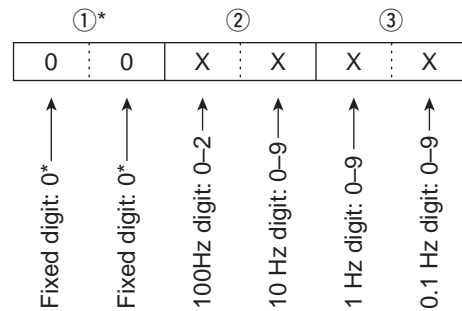 ①* ② ③
0 0 X X X X
Fixed digit: 0*
Fixed digit: 0*
100Hz digit: 0–2
10 Hz digit: 0–9
1 Hz digit: 0–9
0.1 Hz digit: 0–9